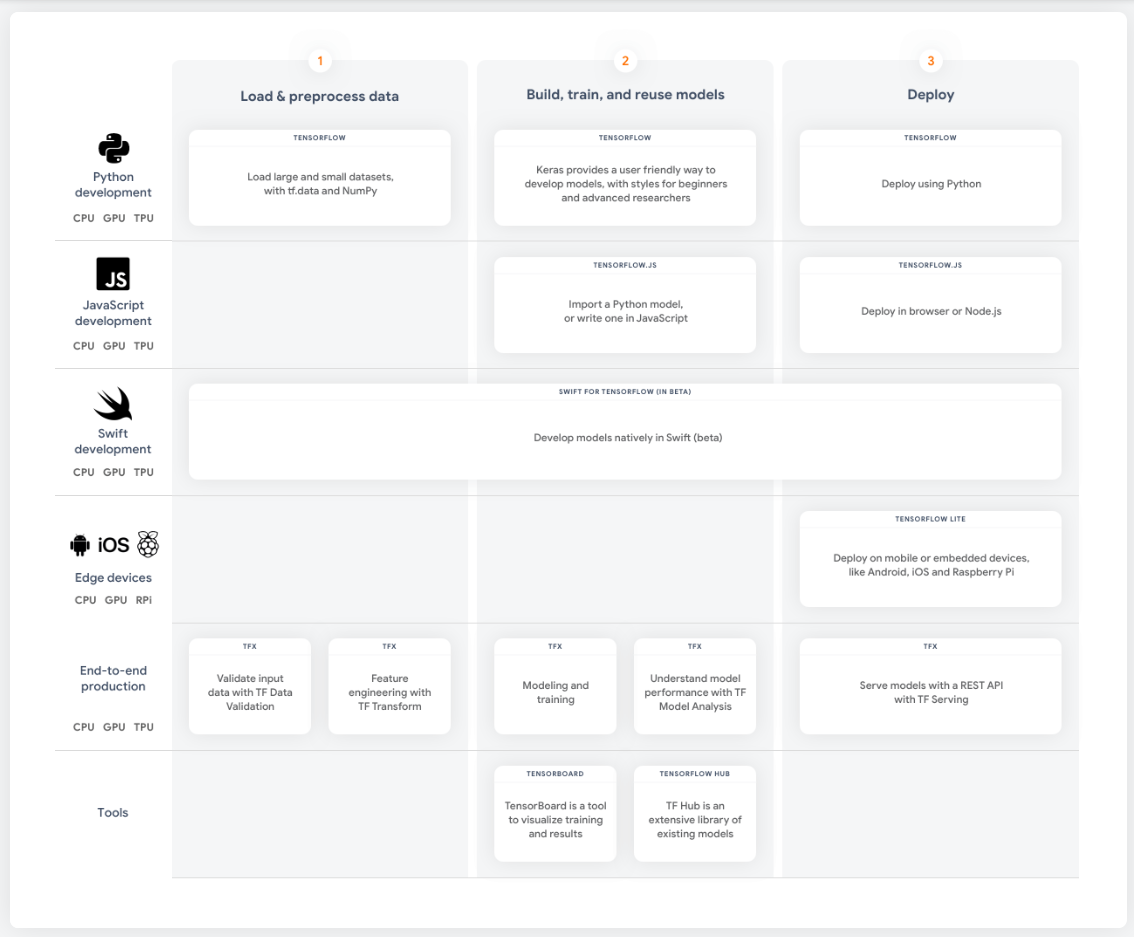 1
2
3
Load & preprocess data
Build, train, and reuse models
Deploy
Python
development
CPU GPU TPU
TENSORFLOW
Load large and small datasets,
with tf.data and NumPy
TENSORFLOW
Keras provides a user friendly way to
develop models, with styles for beginners
and advanced researchers
TENSORFLOW
Deploy using Python
JS
JavaScript
development
CPU GPU TPU
TENSORFLOW.JS
Import a Python model,
or write one in JavaScript
TENSORFLOW.JS
Deploy in browser or Node.js
Swift
development
CPU GPU TPU
SWIFT FOR TENSORFLOW (IN BETA)
Develop models natively in Swift (beta)
iOS
Edge devices
CPU GPU RPi
TENSORFLOW LITE
Deploy on mobile or embedded devices,
like Android, iOS and Raspberry Pi
End-to-end
production
CPU GPU TPU
TFX
Validate input
data with TF Data
Validation
TFX
Feature
engineering with
TF Transform
TFX
Modeling and
training
TFX
Understand model
performance with TF
Model Analysis
TFX
Serve models with a REST API
with TF Serving
Tools
TENSORBOARD
TensorBoard is a tool
to visualize training
and results
TENSORFLOW HUB
TF Hub is an
extensive library of
existing models